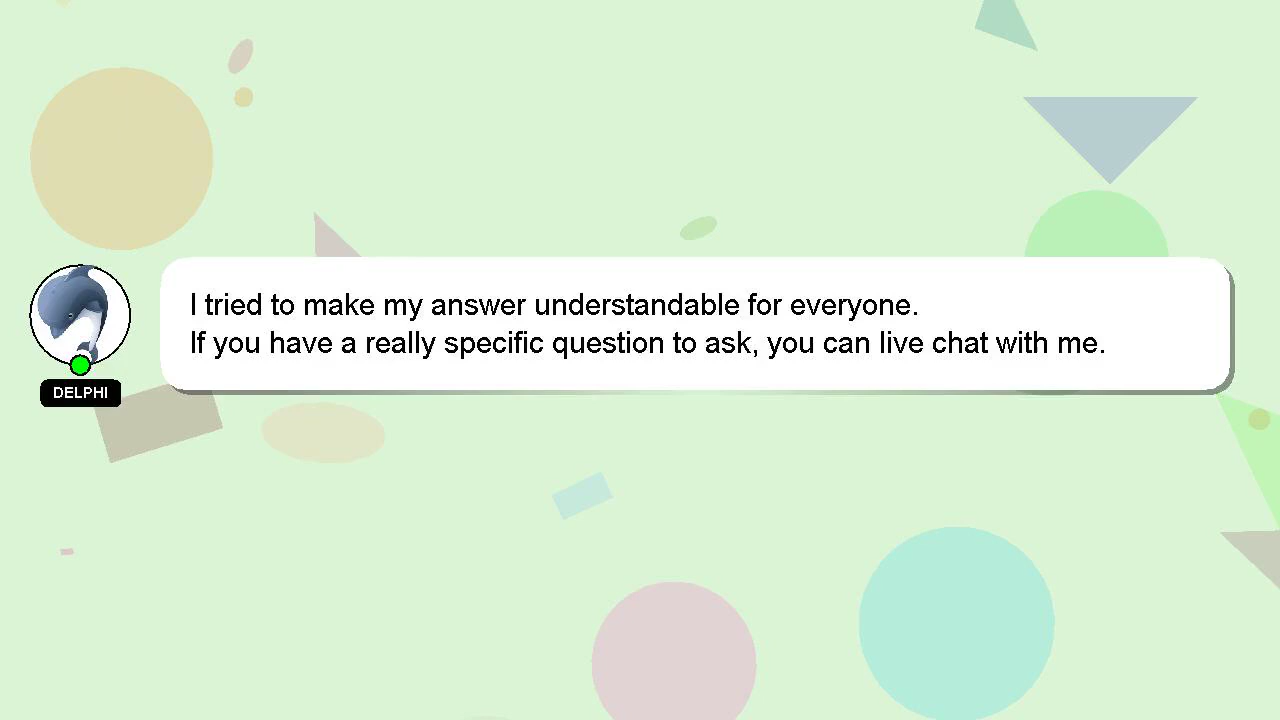 I tried to make my answer understandable for everyone.
If you have a really specific question to ask, you can live chat with me.
DELPHI